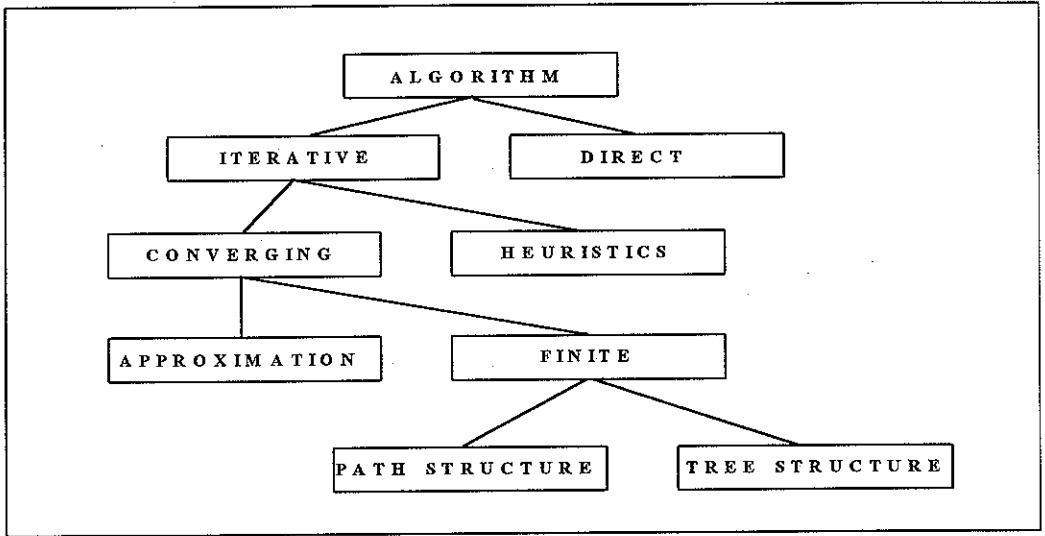 ALGORITHM
ITERATIVE
DIRECT
CONVERGING
HEURISTICS
APPROXIMATION
FINITE
PATH STRUCTURE
TREE STRUCTURE